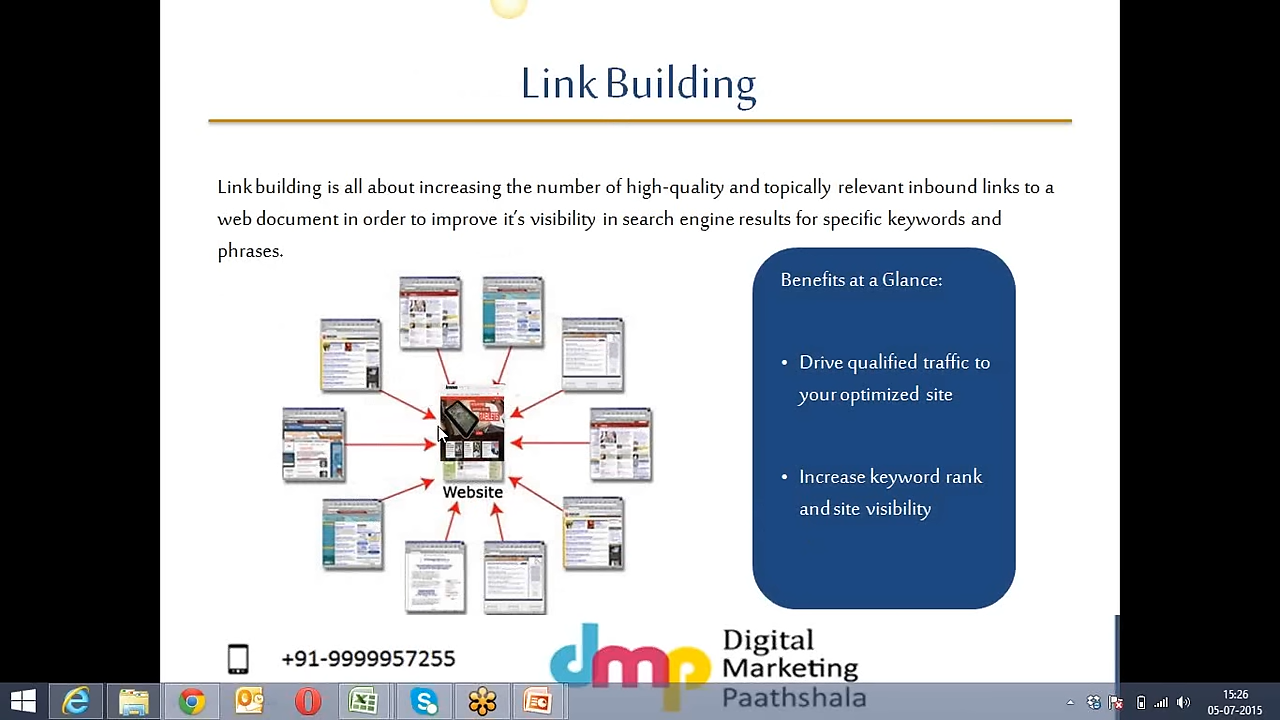 Link Building
Link building is all about increasing the number of high-quality and topically relevant inbound links to a
web document in order to improve it's visibility in search engine results for specific keywords and
phrases.
Benefits at a Glance:
• Drive qualified traffic to
your optimized site
• Increase keyword rank
and site visibility
Website
+91-9999957255
dmp
Digital
Marketing
Paathshala
15:26
05-07-2015